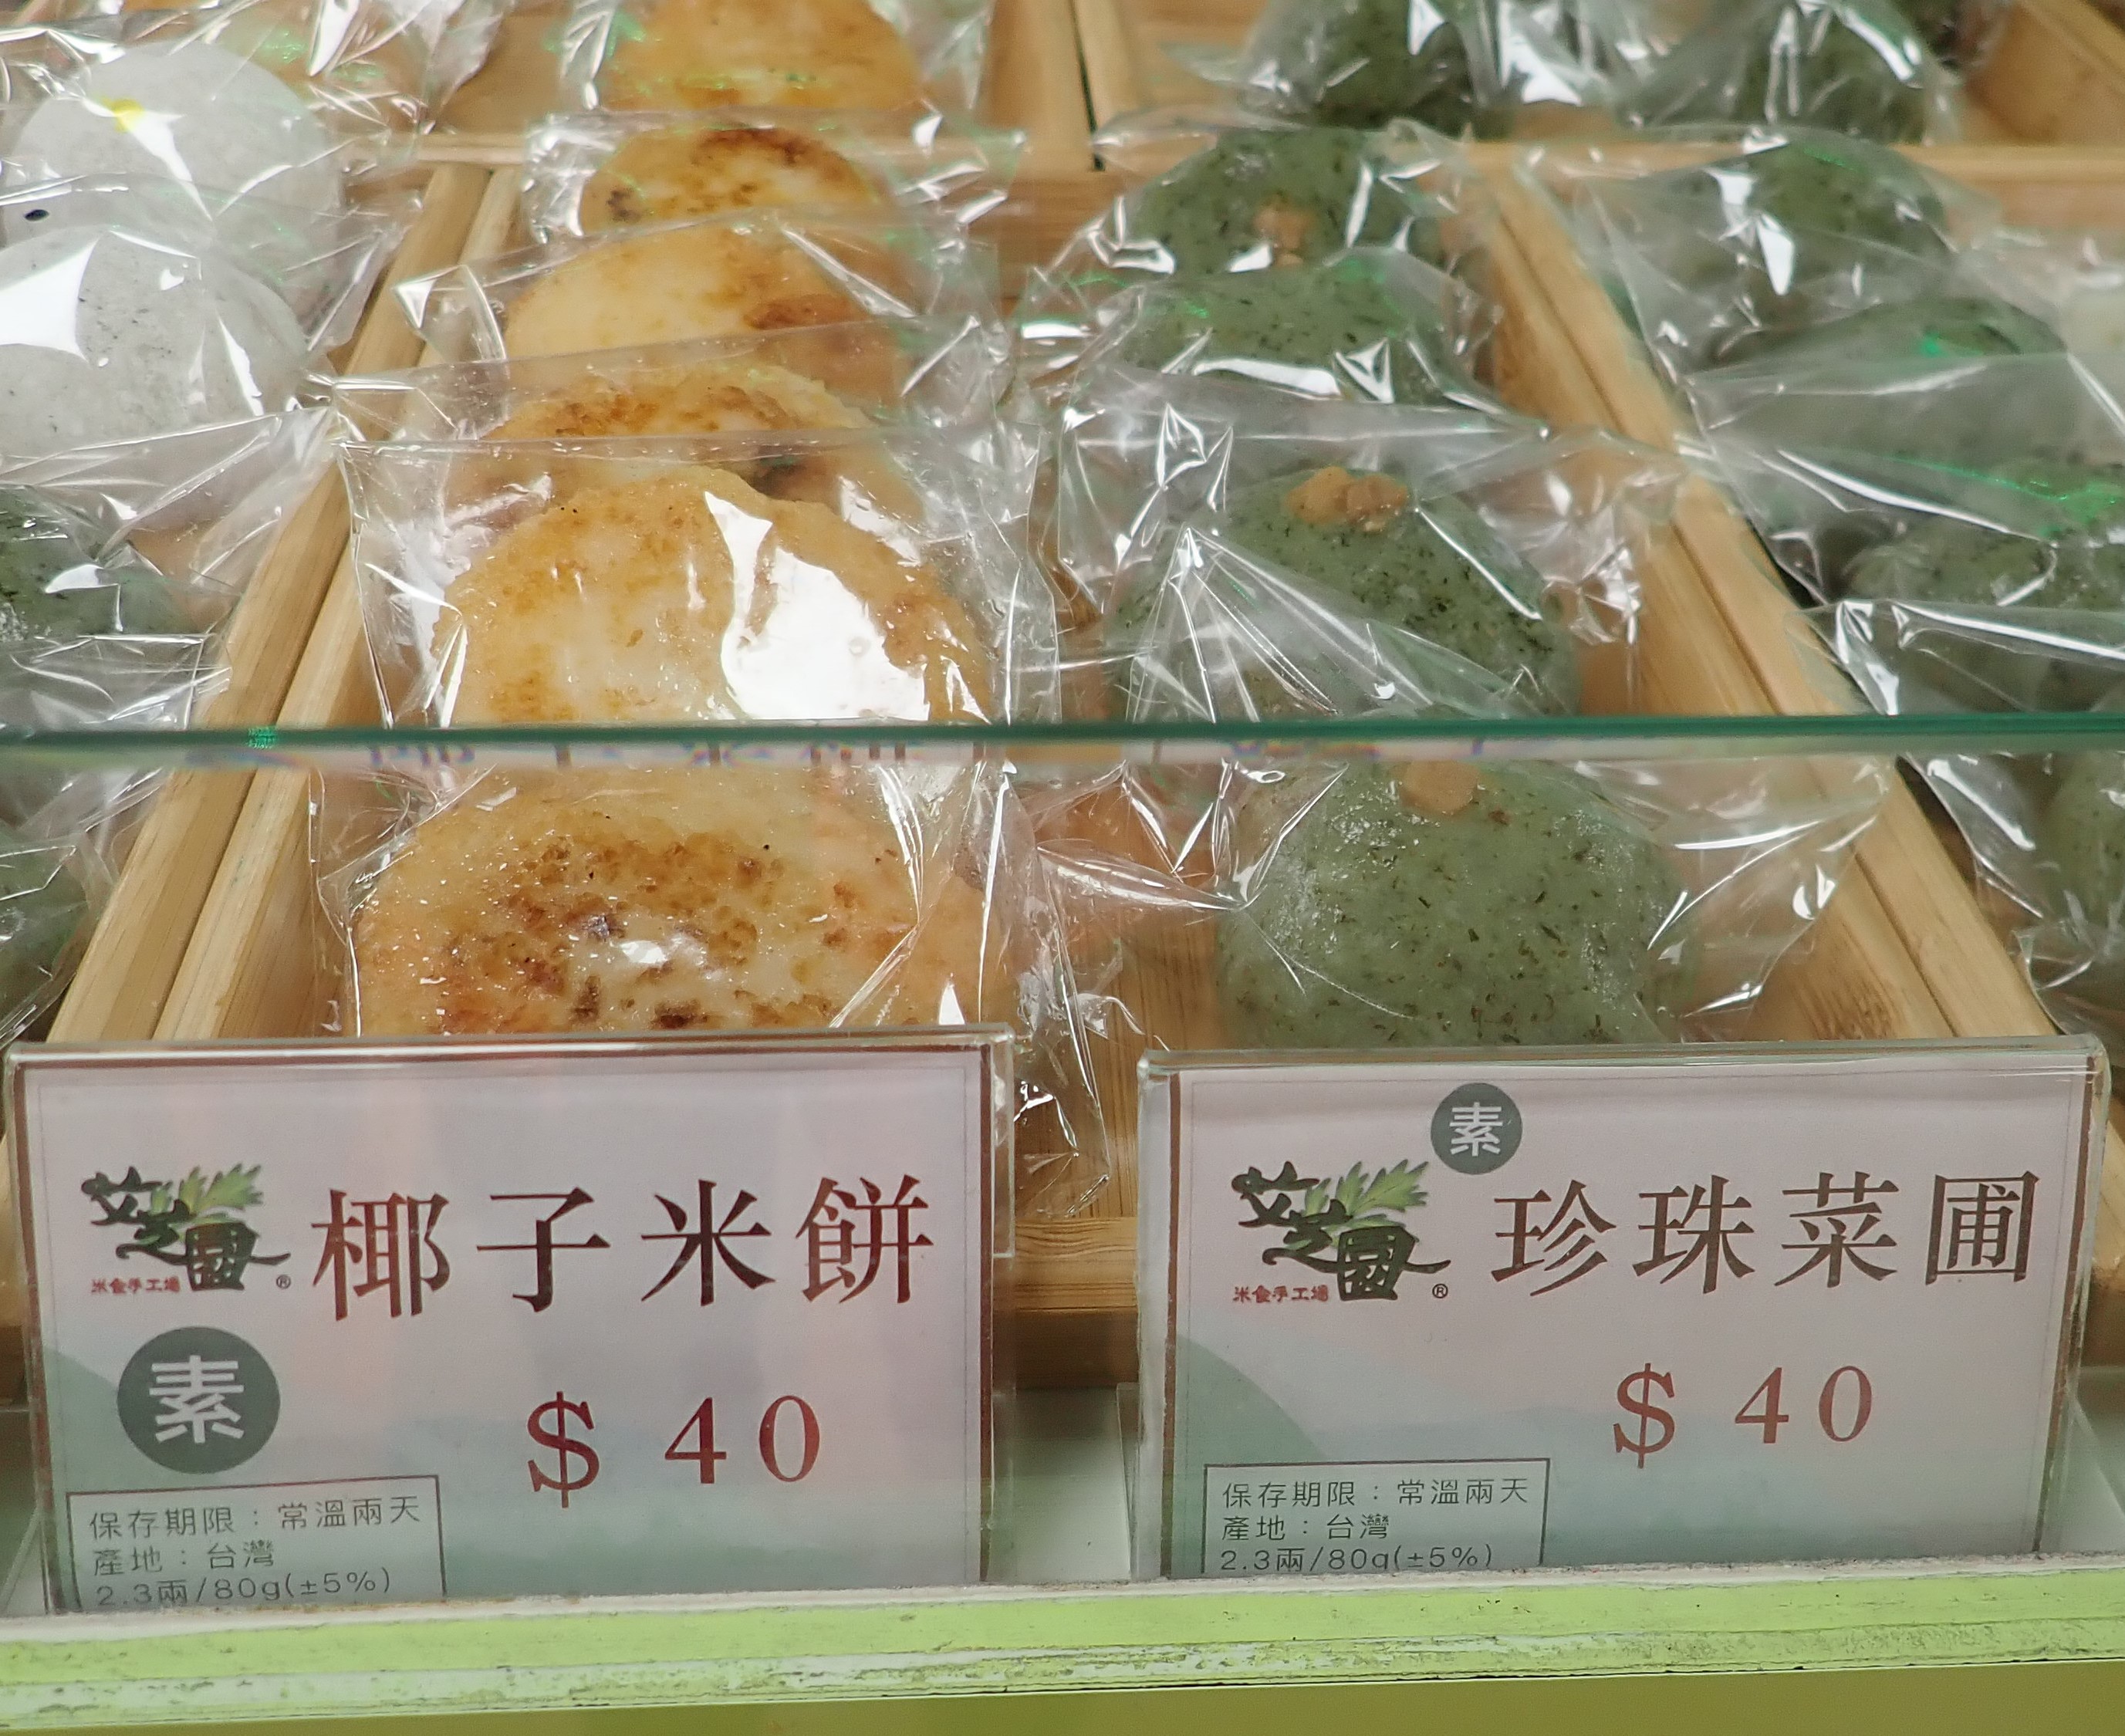 艾芝園
米食手工場
®
椰子米餅
素
$ 40
保存期限：常溫兩天
產地：台灣
2.3兩/80g(±5%)
素
艾芝園
米食手工場
®
珍珠菜圃
$ 40
保存期限：常溫兩天
產地：台灣
2.3兩/80g(±5%)